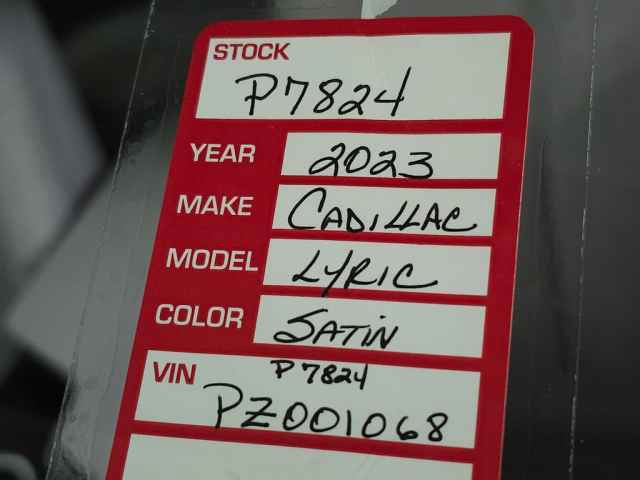 STOCK
P7824
YEAR 2023
MAKE CADILLAC
MODEL LYRIC
COLOR SATIN
VIN P7824
PZ001068